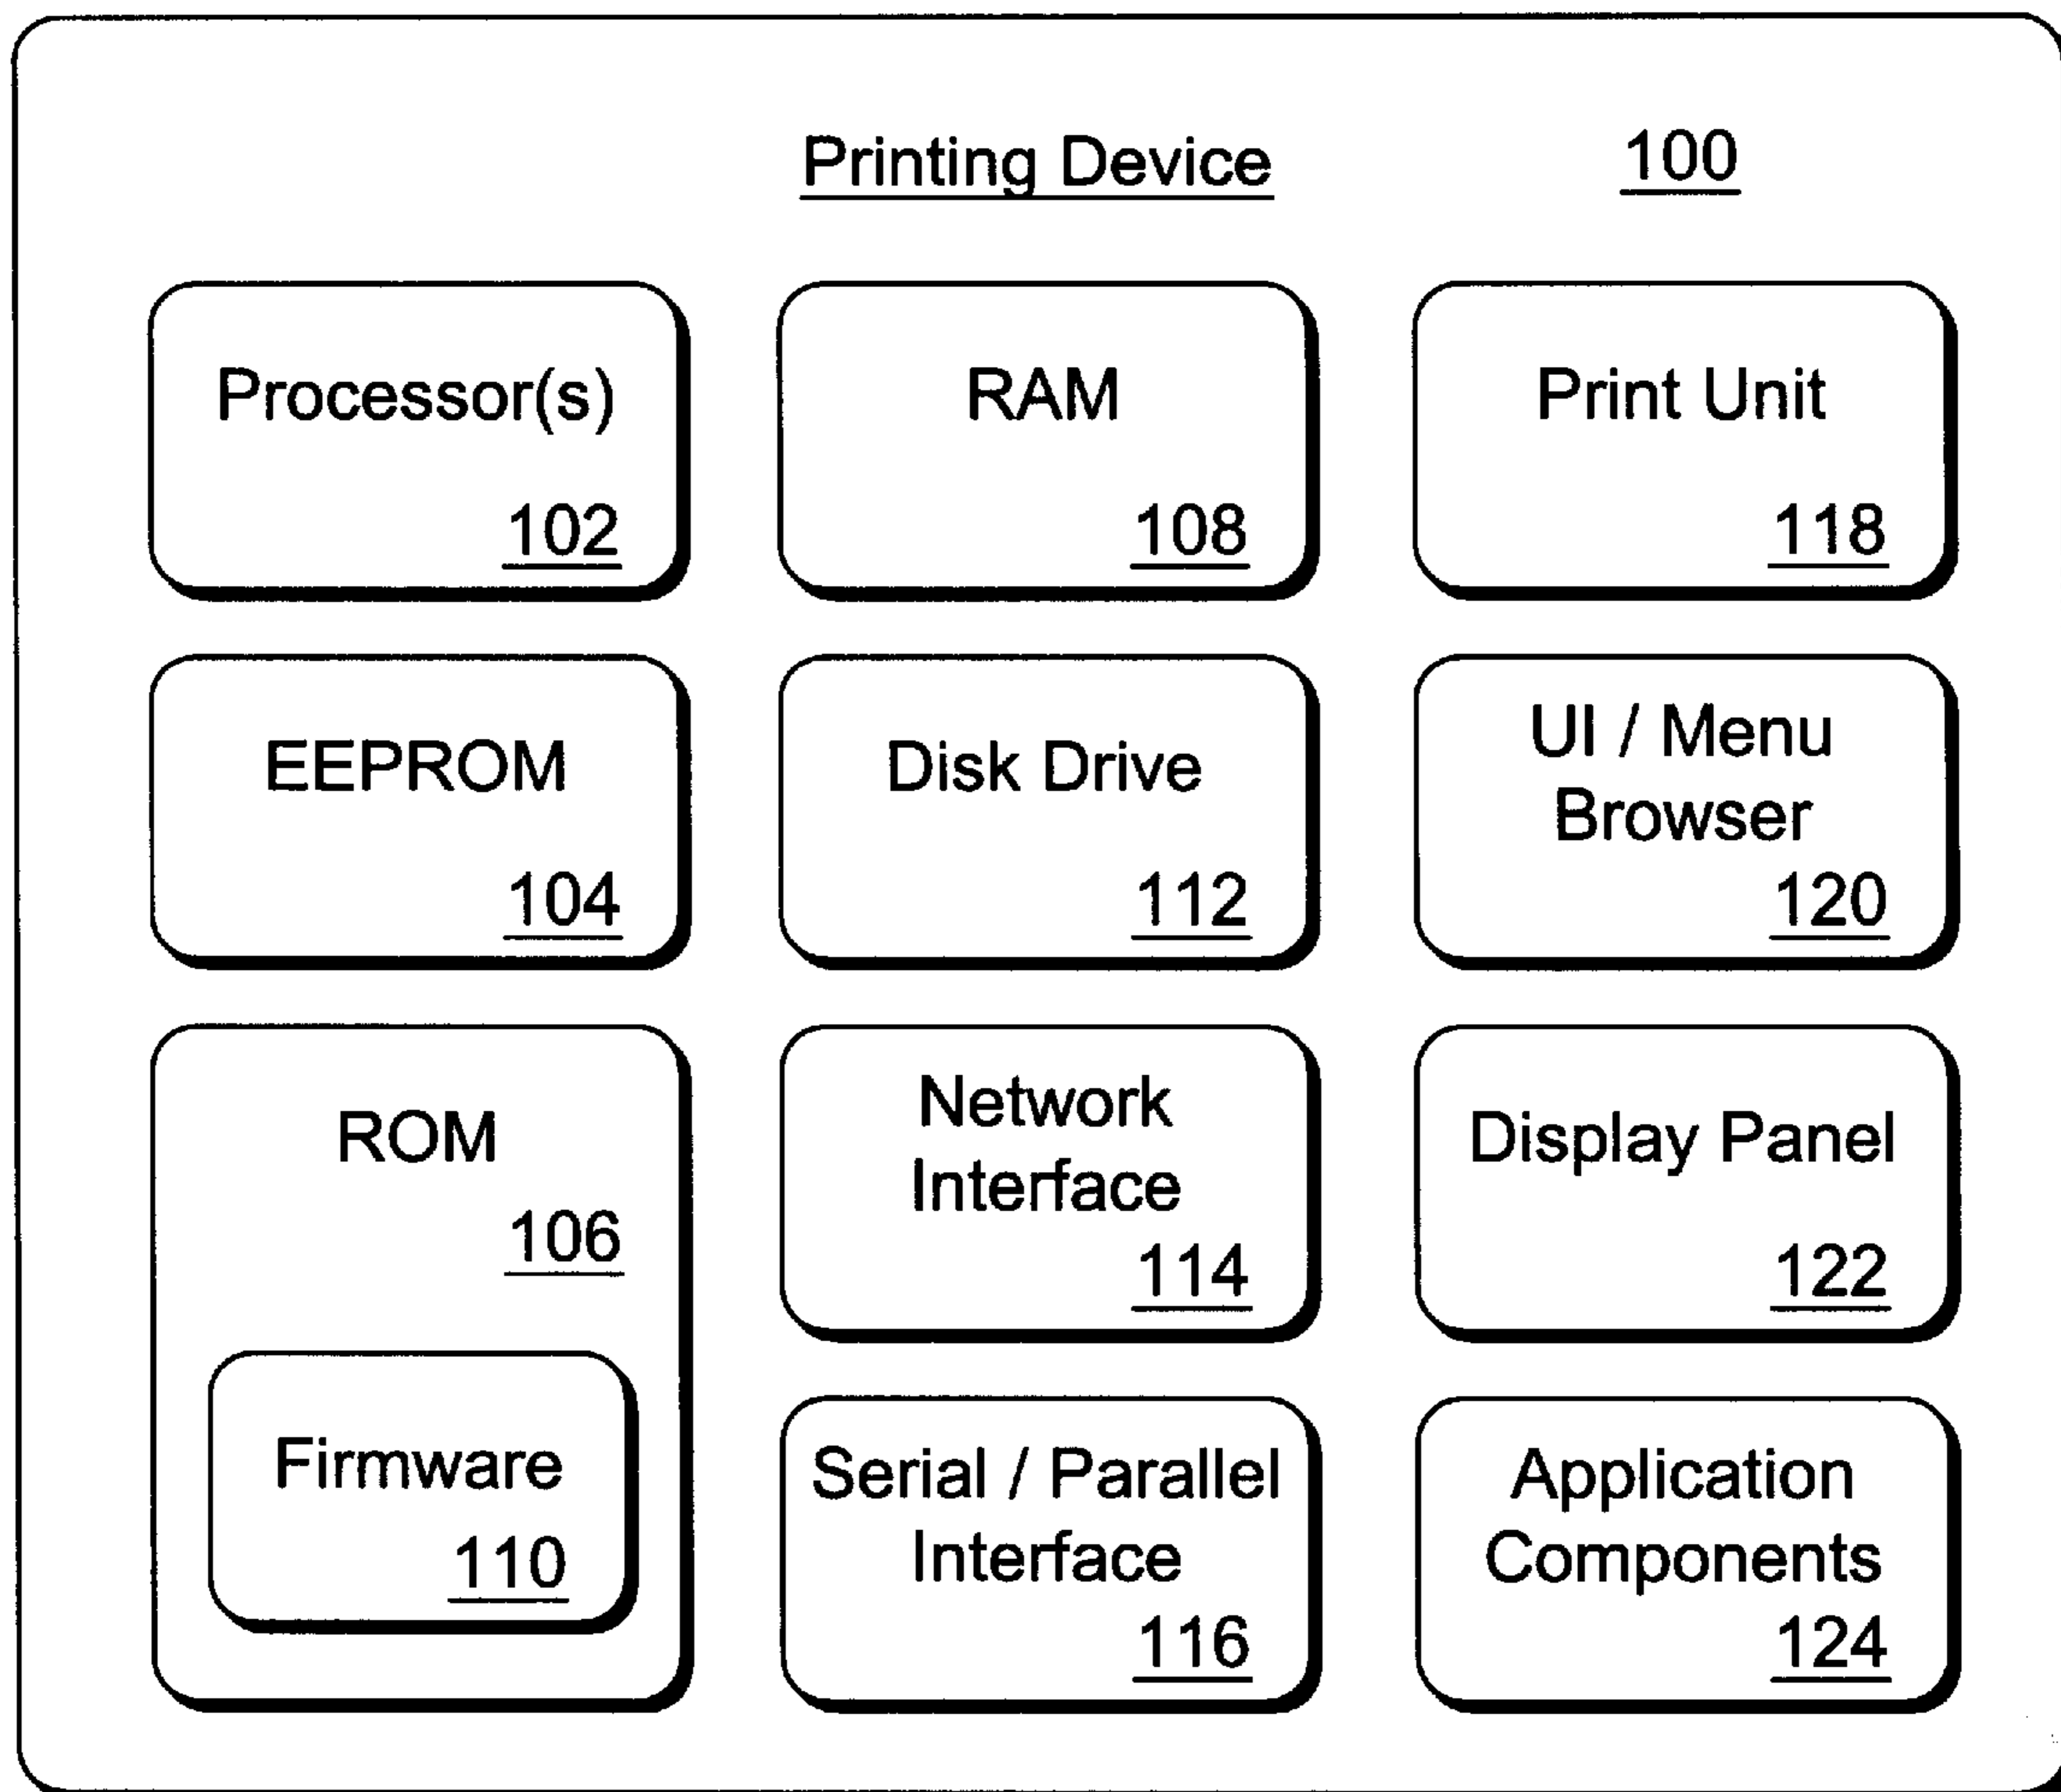 Printing Device 100
Processor(s)
102
RAM
108
Print Unit
118
EEPROM
104
Disk Drive
112
UI / Menu
Browser
120
ROM
106
Firmware
110
Network
Interface
114
Display Panel
122
Serial / Parallel
Interface
116
Application
Components
124